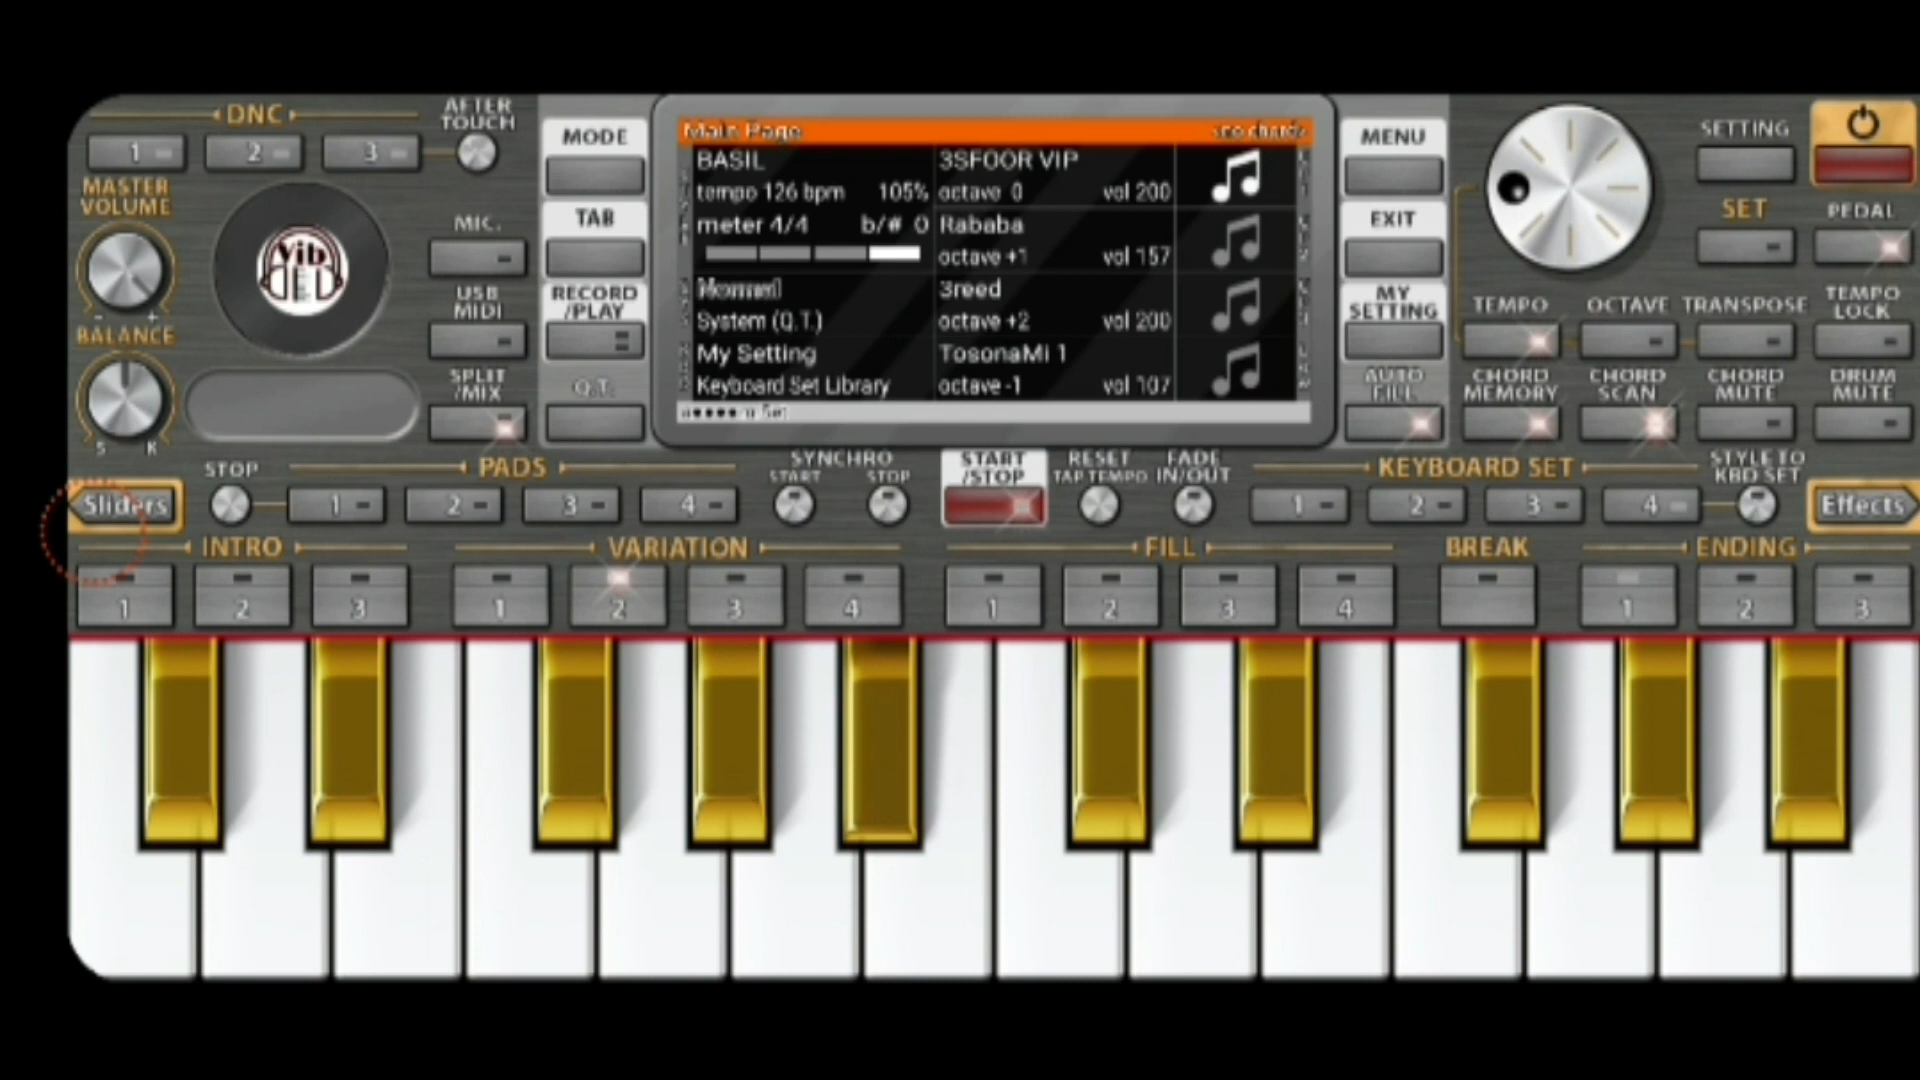 DNC
AFTER
TOUCH
1 2 3
MASTER
VOLUME
- +
BALANCE
S K
Vib
MIC.
USB
MIDI
SPLIT
/MIX
MODE
TAB
RECORD
/PLAY
Q.T.
Main Page
BASIL
tempo 126 bpm 105%
meter 4/4 b/# 0
Normal
System (Q.T.)
My Setting
Keyboard Set Library
3SFOOR VIP
octave 0 vol 200
Rababa
octave +1 vol 157
3reed
octave +2 vol 200
TosonaMi 1
octave -1 vol 107
MENU
EXIT
MY
SETTING
AUTO
FILL
SETTING
SET
PEDAL
TEMPO OCTAVE TRANSPOSE TEMPO
LOCK
CHORD
MEMORY
CHORD
SCAN
CHORD
MUTE
DRUM
MUTE
Sliders
STOP
PADS
1 2 3 4
SYNCHRO
START STOP
START
/STOP
RESET
TAP TEMPO
FADE
IN/OUT
KEYBOARD SET
1 2 3 4
STYLE TO
KBD SET
Effects
INTRO VARIATION FILL BREAK ENDING
1 2 3 1 2 3 4 1 2 3 4 1 2 3